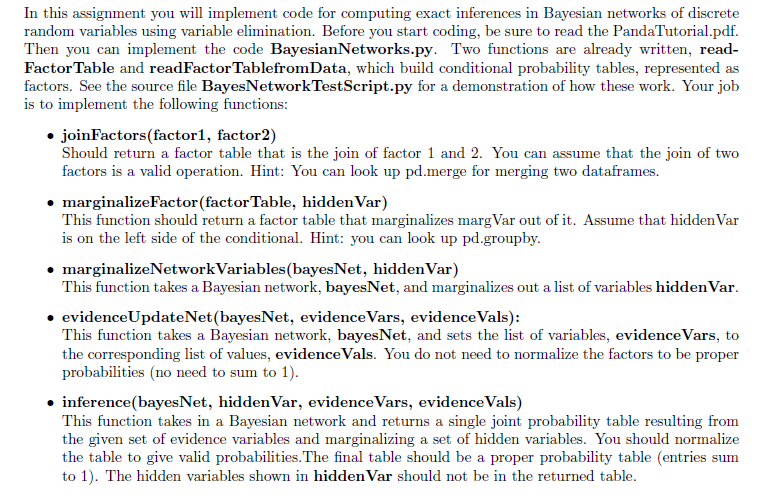 In this assignment you will implement code for computing exact inferences in Bayesian networks of discrete
random variables using variable elimination. Before you start coding, be sure to read the PandaTutorial.pdf.
Then you can implement the code BayesianNetworks.py. Two functions are already written, read-
FactorTable and readFactorTablefromData, which build conditional probability tables, represented as
factors. See the source file BayesNetworkTestScript.py for a demonstration of how these work. Your job
is to implement the following functions:
• joinFactors(factor1, factor2)
Should return a factor table that is the join of factor 1 and 2. You can assume that the join of two
factors is a valid operation. Hint: You can look up pd.merge for merging two dataframes.
• marginalizeFactor(factorTable, hiddenVar)
This function should return a factor table that marginalizes margVar out of it. Assume that hiddenVar
is on the left side of the conditional. Hint: you can look up pd.groupby.
• marginalizeNetworkVariables(bayesNet, hiddenVar)
This function takes a Bayesian network, bayesNet, and marginalizes out a list of variables hiddenVar.
• evidenceUpdateNet(bayesNet, evidenceVars, evidenceVals):
This function takes a Bayesian network, bayesNet, and sets the list of variables, evidenceVars, to
the corresponding list of values, evidenceVals. You do not need to normalize the factors to be proper
probabilities (no need to sum to 1).
• inference(bayesNet, hiddenVar, evidenceVars, evidenceVals)
This function takes in a Bayesian network and returns a single joint probability table resulting from
the given set of evidence variables and marginalizing a set of hidden variables. You should normalize
the table to give valid probabilities.The final table should be a proper probability table (entries sum
to 1). The hidden variables shown in hiddenVar should not be in the returned table.